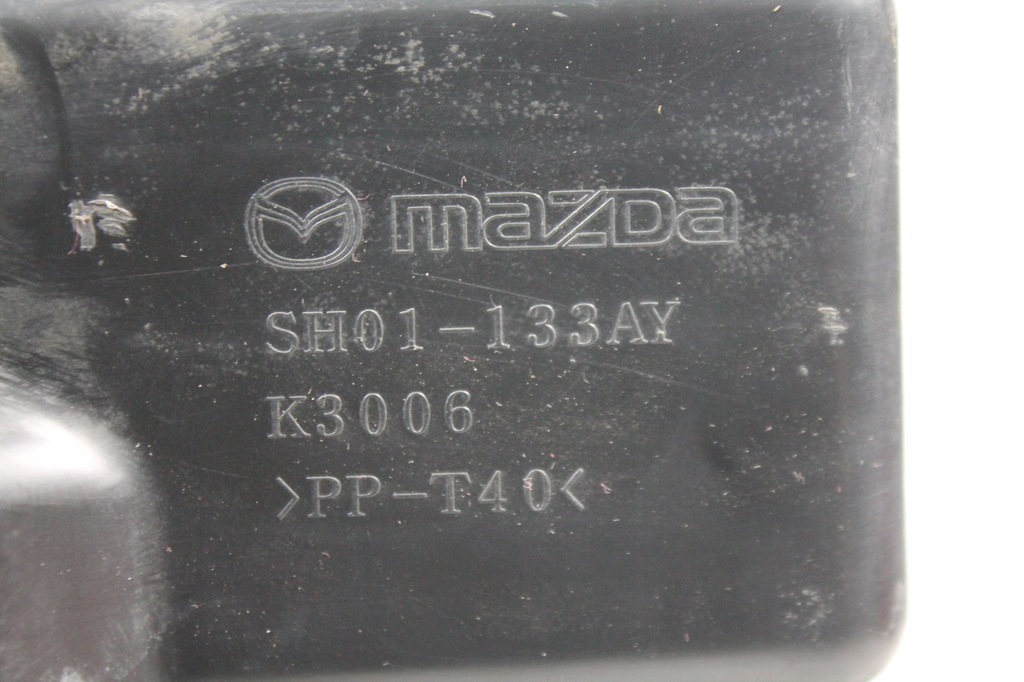 mazda
SH01-133AY
K3006
>PP-T40<